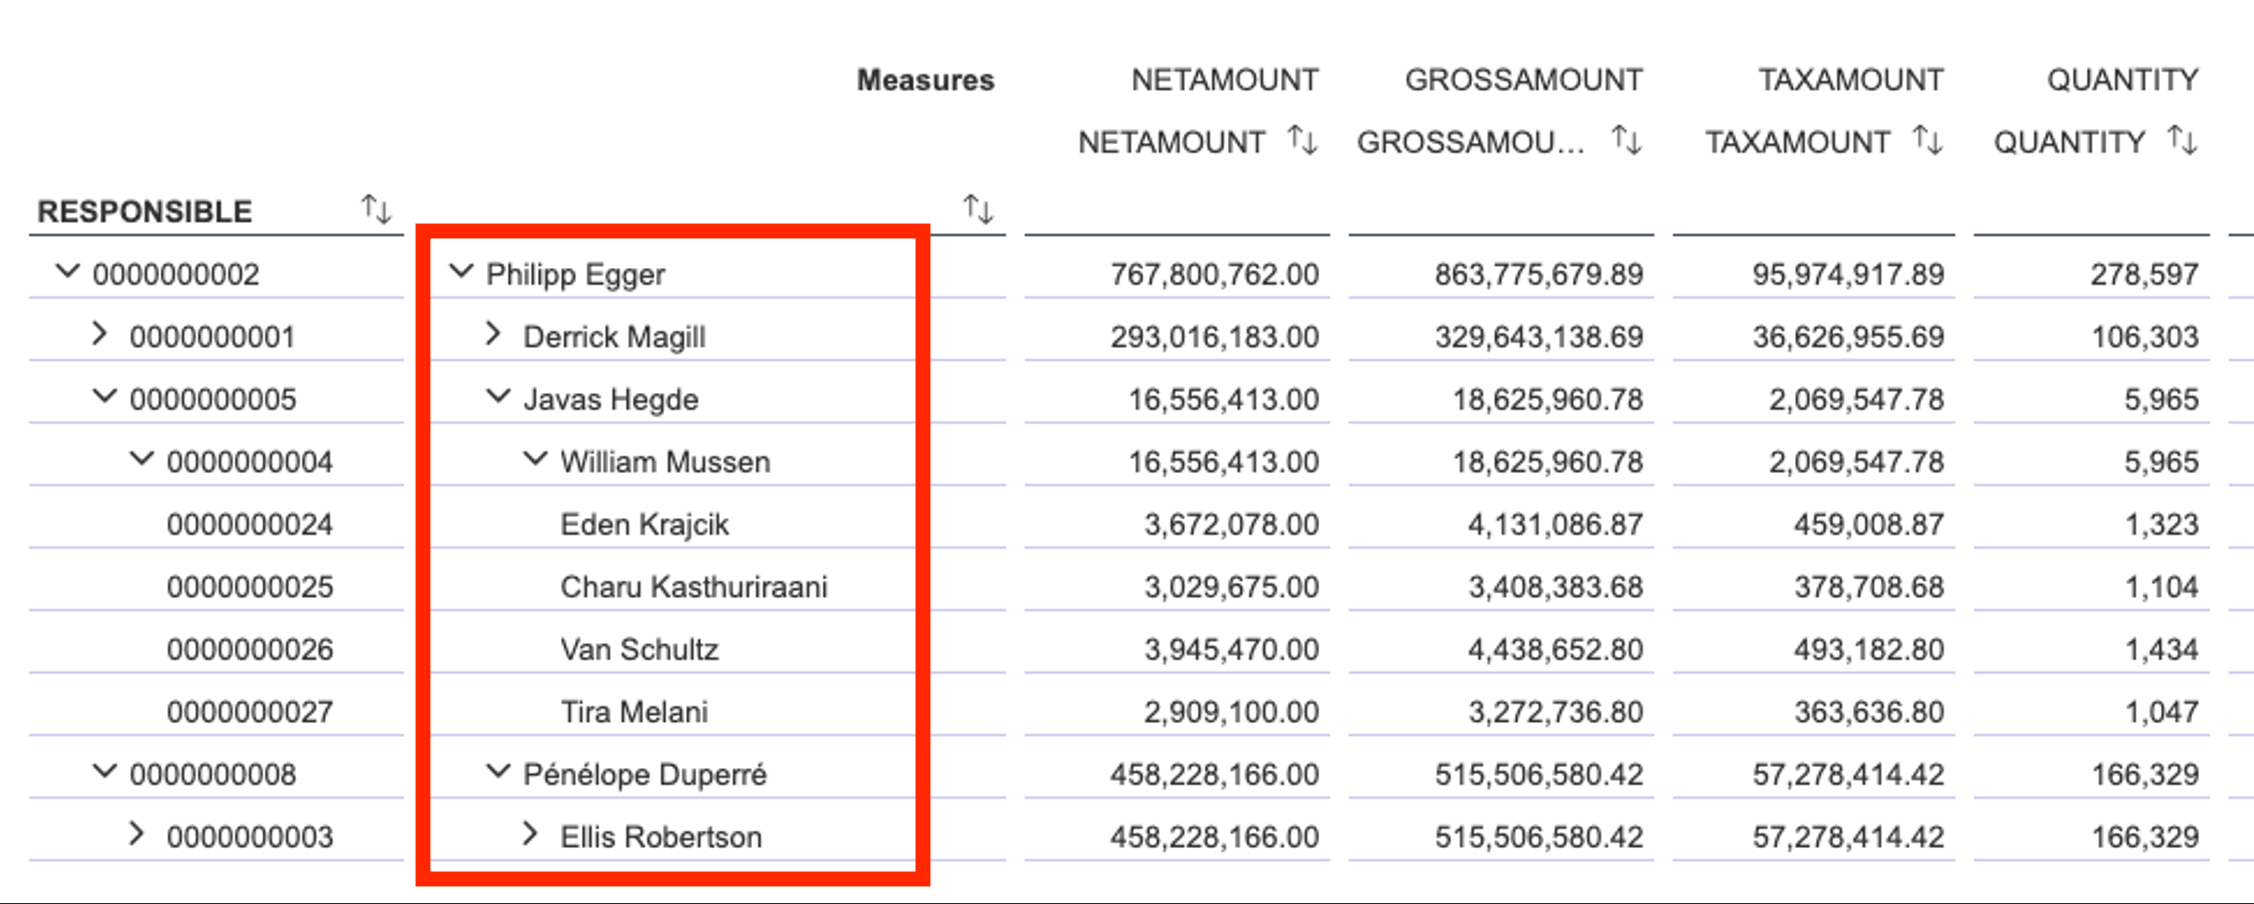 Measures NETAMOUNT GROSSAMOUNT TAXAMOUNT QUANTITY
NETAMOUNT GROSSAMOU... TAXAMOUNT QUANTITY
RESPONSIBLE
0000000002 Philipp Egger 767,800,762.00 863,775,679.89 95,974,917.89 278,597
0000000001 Derrick Magill 293,016,183.00 329,643,138.69 36,626,955.69 106,303
0000000005 Javas Hegde 16,556,413.00 18,625,960.78 2,069,547.78 5,965
0000000004 William Mussen 16,556,413.00 18,625,960.78 2,069,547.78 5,965
0000000024 Eden Krajcik 3,672,078.00 4,131,086.87 459,008.87 1,323
0000000025 Charu Kasthuriraani 3,029,675.00 3,408,383.68 378,708.68 1,104
0000000026 Van Schultz 3,945,470.00 4,438,652.80 493,182.80 1,434
0000000027 Tira Melani 2,909,100.00 3,272,736.80 363,636.80 1,047
0000000008 Pénélope Duperré 458,228,166.00 515,506,580.42 57,278,414.42 166,329
0000000003 Ellis Robertson 458,228,166.00 515,506,580.42 57,278,414.42 166,329